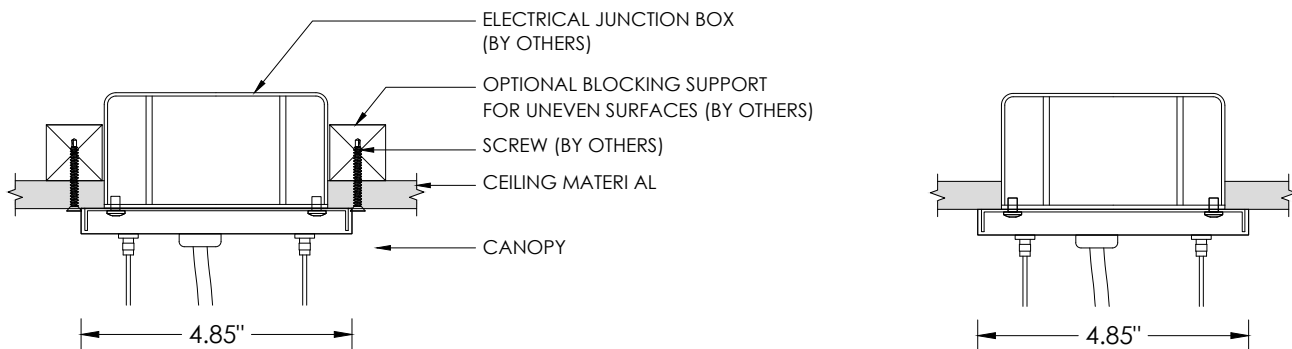 ELECTRICAL JUNCTION BOX
(BY OTHERS)
OPTIONAL BLOCKING SUPPORT
FOR UNEVEN SURFACES (BY OTHERS)
SCREW (BY OTHERS)
CEILING MATERI AL
CANOPY
4.85"
4.85"